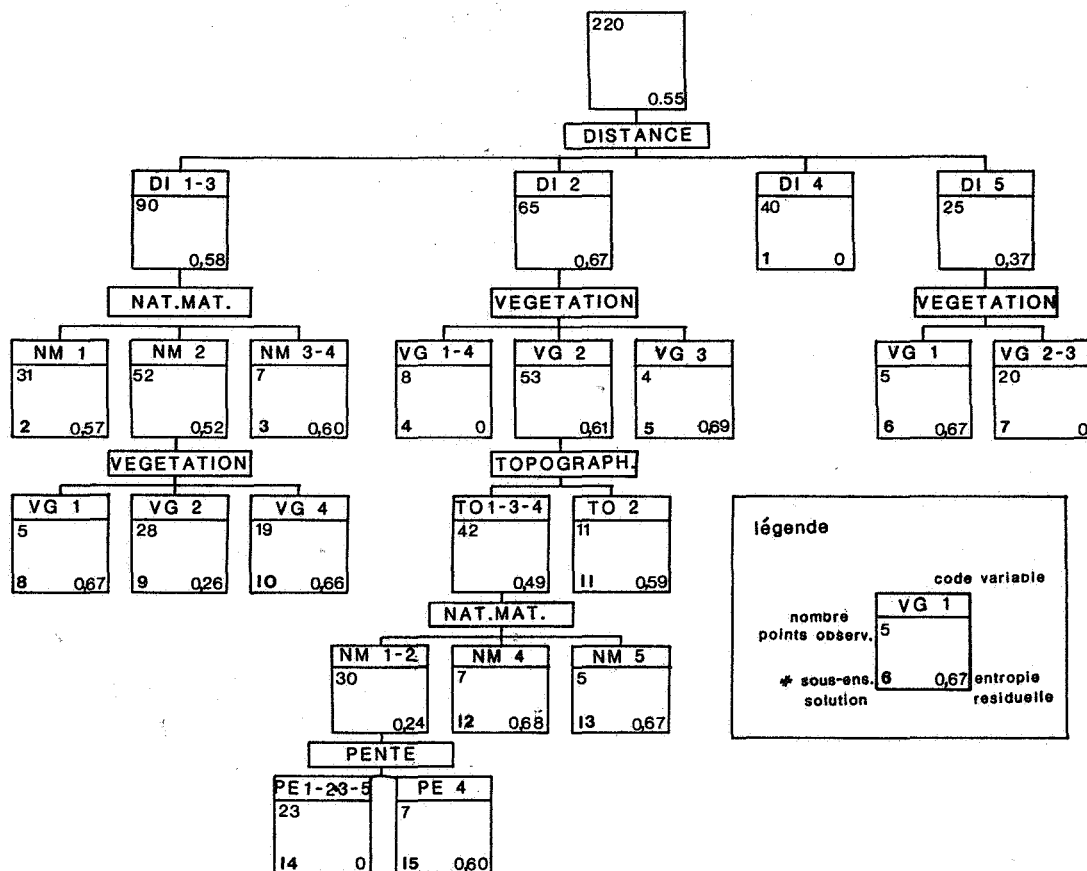 220
0.55
DISTANCE
DI 1-3
90
0,58
DI 2
65
0,67
DI 4
40
1 0
DI 5
25
0,37
NAT.MAT.
VEGETATION
VEGETATION
NM 1
31
2 0,57
NM 2
52
0,52
NM 3-4
7
3 0,60
VG 1-4
8
4 0
VG 2
53
0,61
VG 3
4
5 0,69
VG 1
5
6 0,67
VG 2-3
20
7 0
VEGETATION
TOPOGRAPH.
VG 1
5
8 0,67
VG 2
28
9 0,26
VG 4
19
10 0,66
TO1-3-4
42
0,49
TO 2
11
11 0,59
NAT.MAT.
NM 1-2
30
0,24
NM 4
7
12 0,68
NM 5
5
13 0,67
PENTE
PE1-2-3-5
23
14 0
PE 4
7
15 0,60
légende
code variable
VG 1
nombre
points observ.
5
# sous-ens.
solution
6 0,67
entropie
residuelle